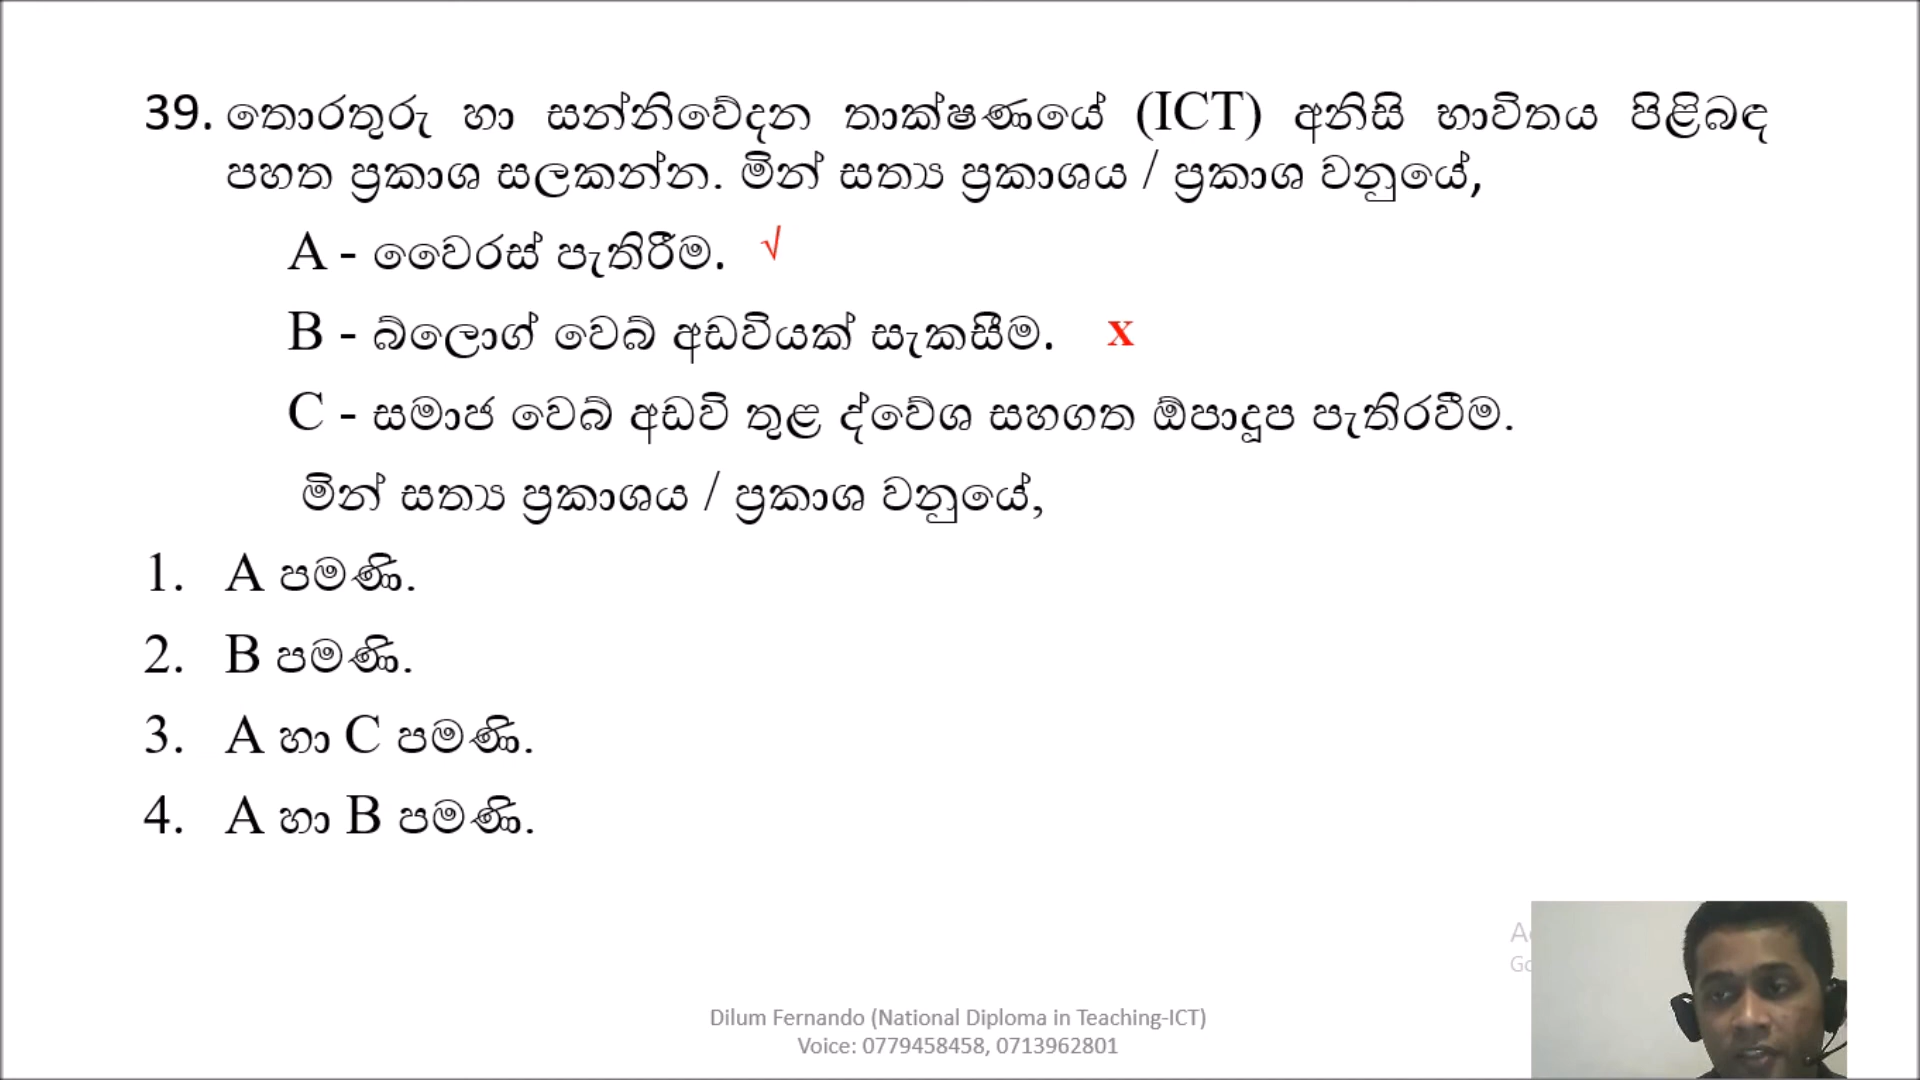 39. තොරතුරු හා සන්නිවේදන තාක්ෂණයේ (ICT) අනිසි භාවිතය පිළිබඳ
පහත ප්‍රකාශ සලකන්න. මින් සත්‍ය ප්‍රකාශය / ප්‍රකාශ වනුයේ,
A - වෛරස් පැතිරීම. √
B - බ්ලොග් වෙබ් අඩවියක් සැකසීම. x
C - සමාජ වෙබ් අඩවි තුළ ද්වේශ සහගත ඕපාදූප පැතිරවීම.
මින් සත්‍ය ප්‍රකාශය / ප්‍රකාශ වනුයේ,
1. A පමණි.
2. B පමණි.
3. A හා C පමණි.
4. A හා B පමණි.
Dilum Fernando (National Diploma in Teaching-ICT)
Voice: 0779458458, 0713962801